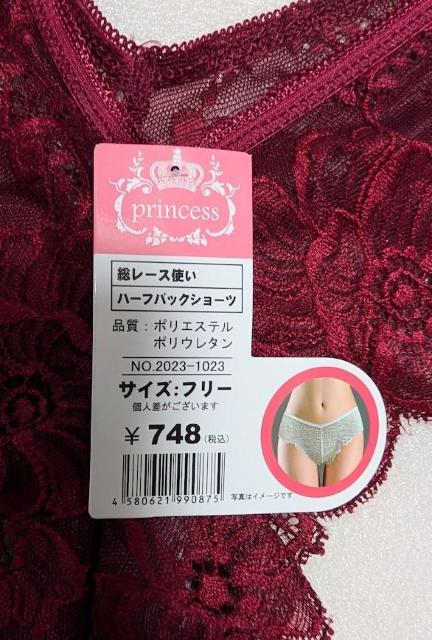 princess
総レース使い
ハーフバックショーツ
品質：ポリエステル
ポリウレタン
NO.2023-1023
サイズ：フリー
個人差がございます
¥ 748(税込)
4 580621 990875
写真はイメージです